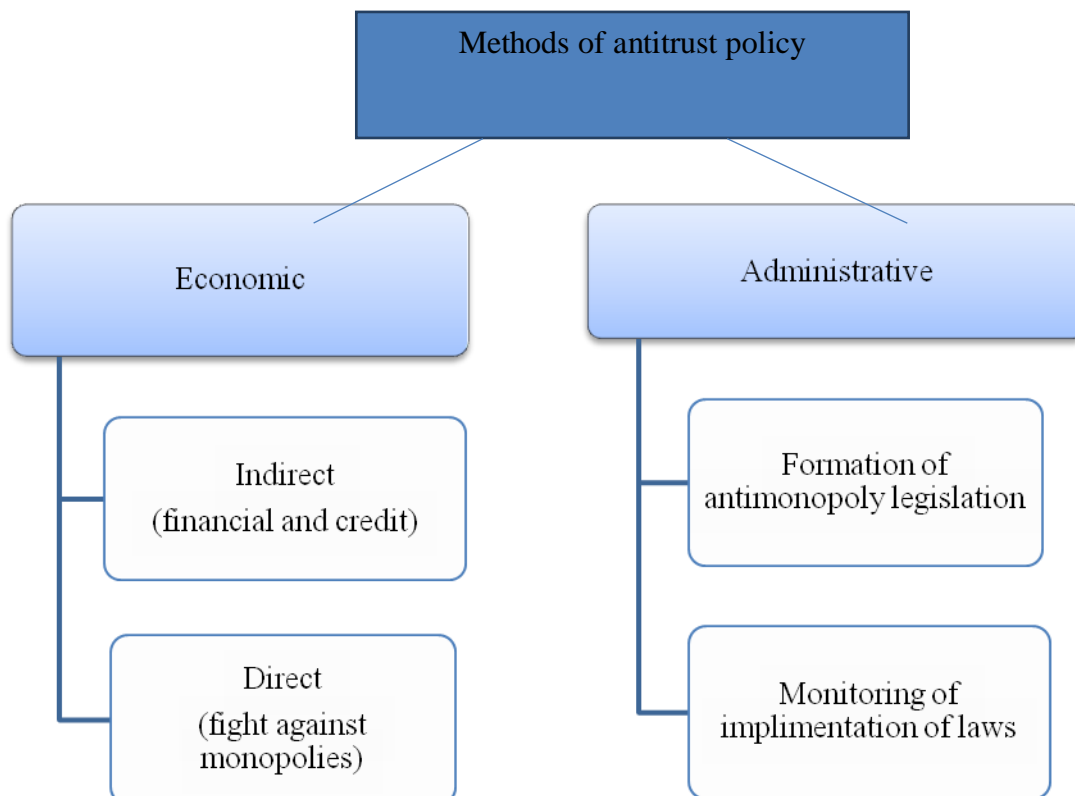 Methods of antitrust policy
Economic
Indirect
(financial and credit)
Direct
(fight against
monopolies)
Administrative
Formation of
antimonopoly legislation
Monitoring of
implimentation of laws